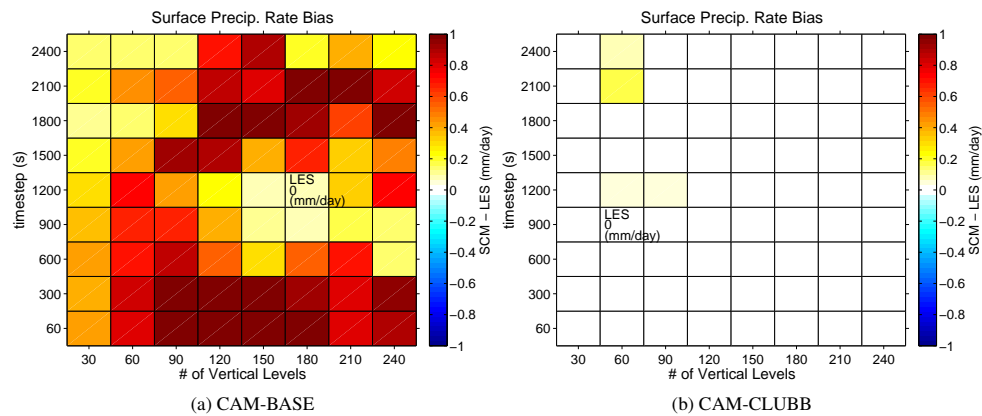 Surface Precip. Rate Bias
timestep (s)
2400
2100
1800
1500
1200
900
600
300
60
LES
0
(mm/day)
30 60 90 120 150 180 210 240
# of Vertical Levels
1
0.8
0.6
0.4
0.2
0
−0.2
−0.4
−0.6
−0.8
−1
SCM − LES (mm/day)
(a) CAM-BASE
Surface Precip. Rate Bias
timestep (s)
2400
2100
1800
1500
1200
900
600
300
60
LES
0
(mm/day)
30 60 90 120 150 180 210 240
# of Vertical Levels
1
0.8
0.6
0.4
0.2
0
−0.2
−0.4
−0.6
−0.8
−1
SCM − LES (mm/day)
(b) CAM-CLUBB